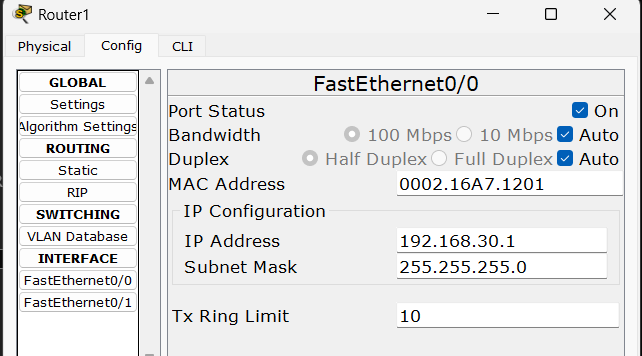 Router1
Physical Config CLI
GLOBAL
Settings
Algorithm Settings
ROUTING
Static
RIP
SWITCHING
VLAN Database
INTERFACE
FastEthernet0/0
FastEthernet0/1
FastEthernet0/0
Port Status On
Bandwidth 100 Mbps 10 Mbps Auto
Duplex Half Duplex Full Duplex Auto
MAC Address 0002.16A7.1201
IP Configuration
IP Address 192.168.30.1
Subnet Mask 255.255.255.0
Tx Ring Limit 10